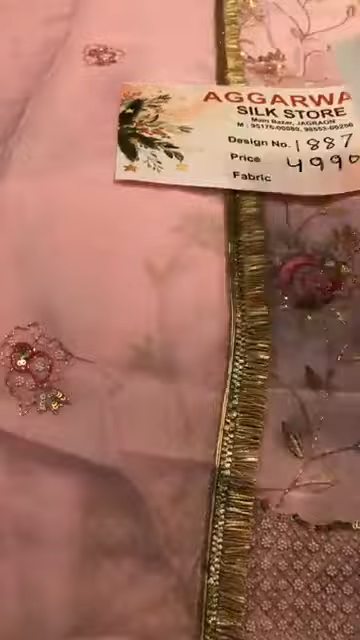 AGGARWA
SILK STORE
Main Bazar, JAGRAON
Design No. 1887
Price 4990
Fabric